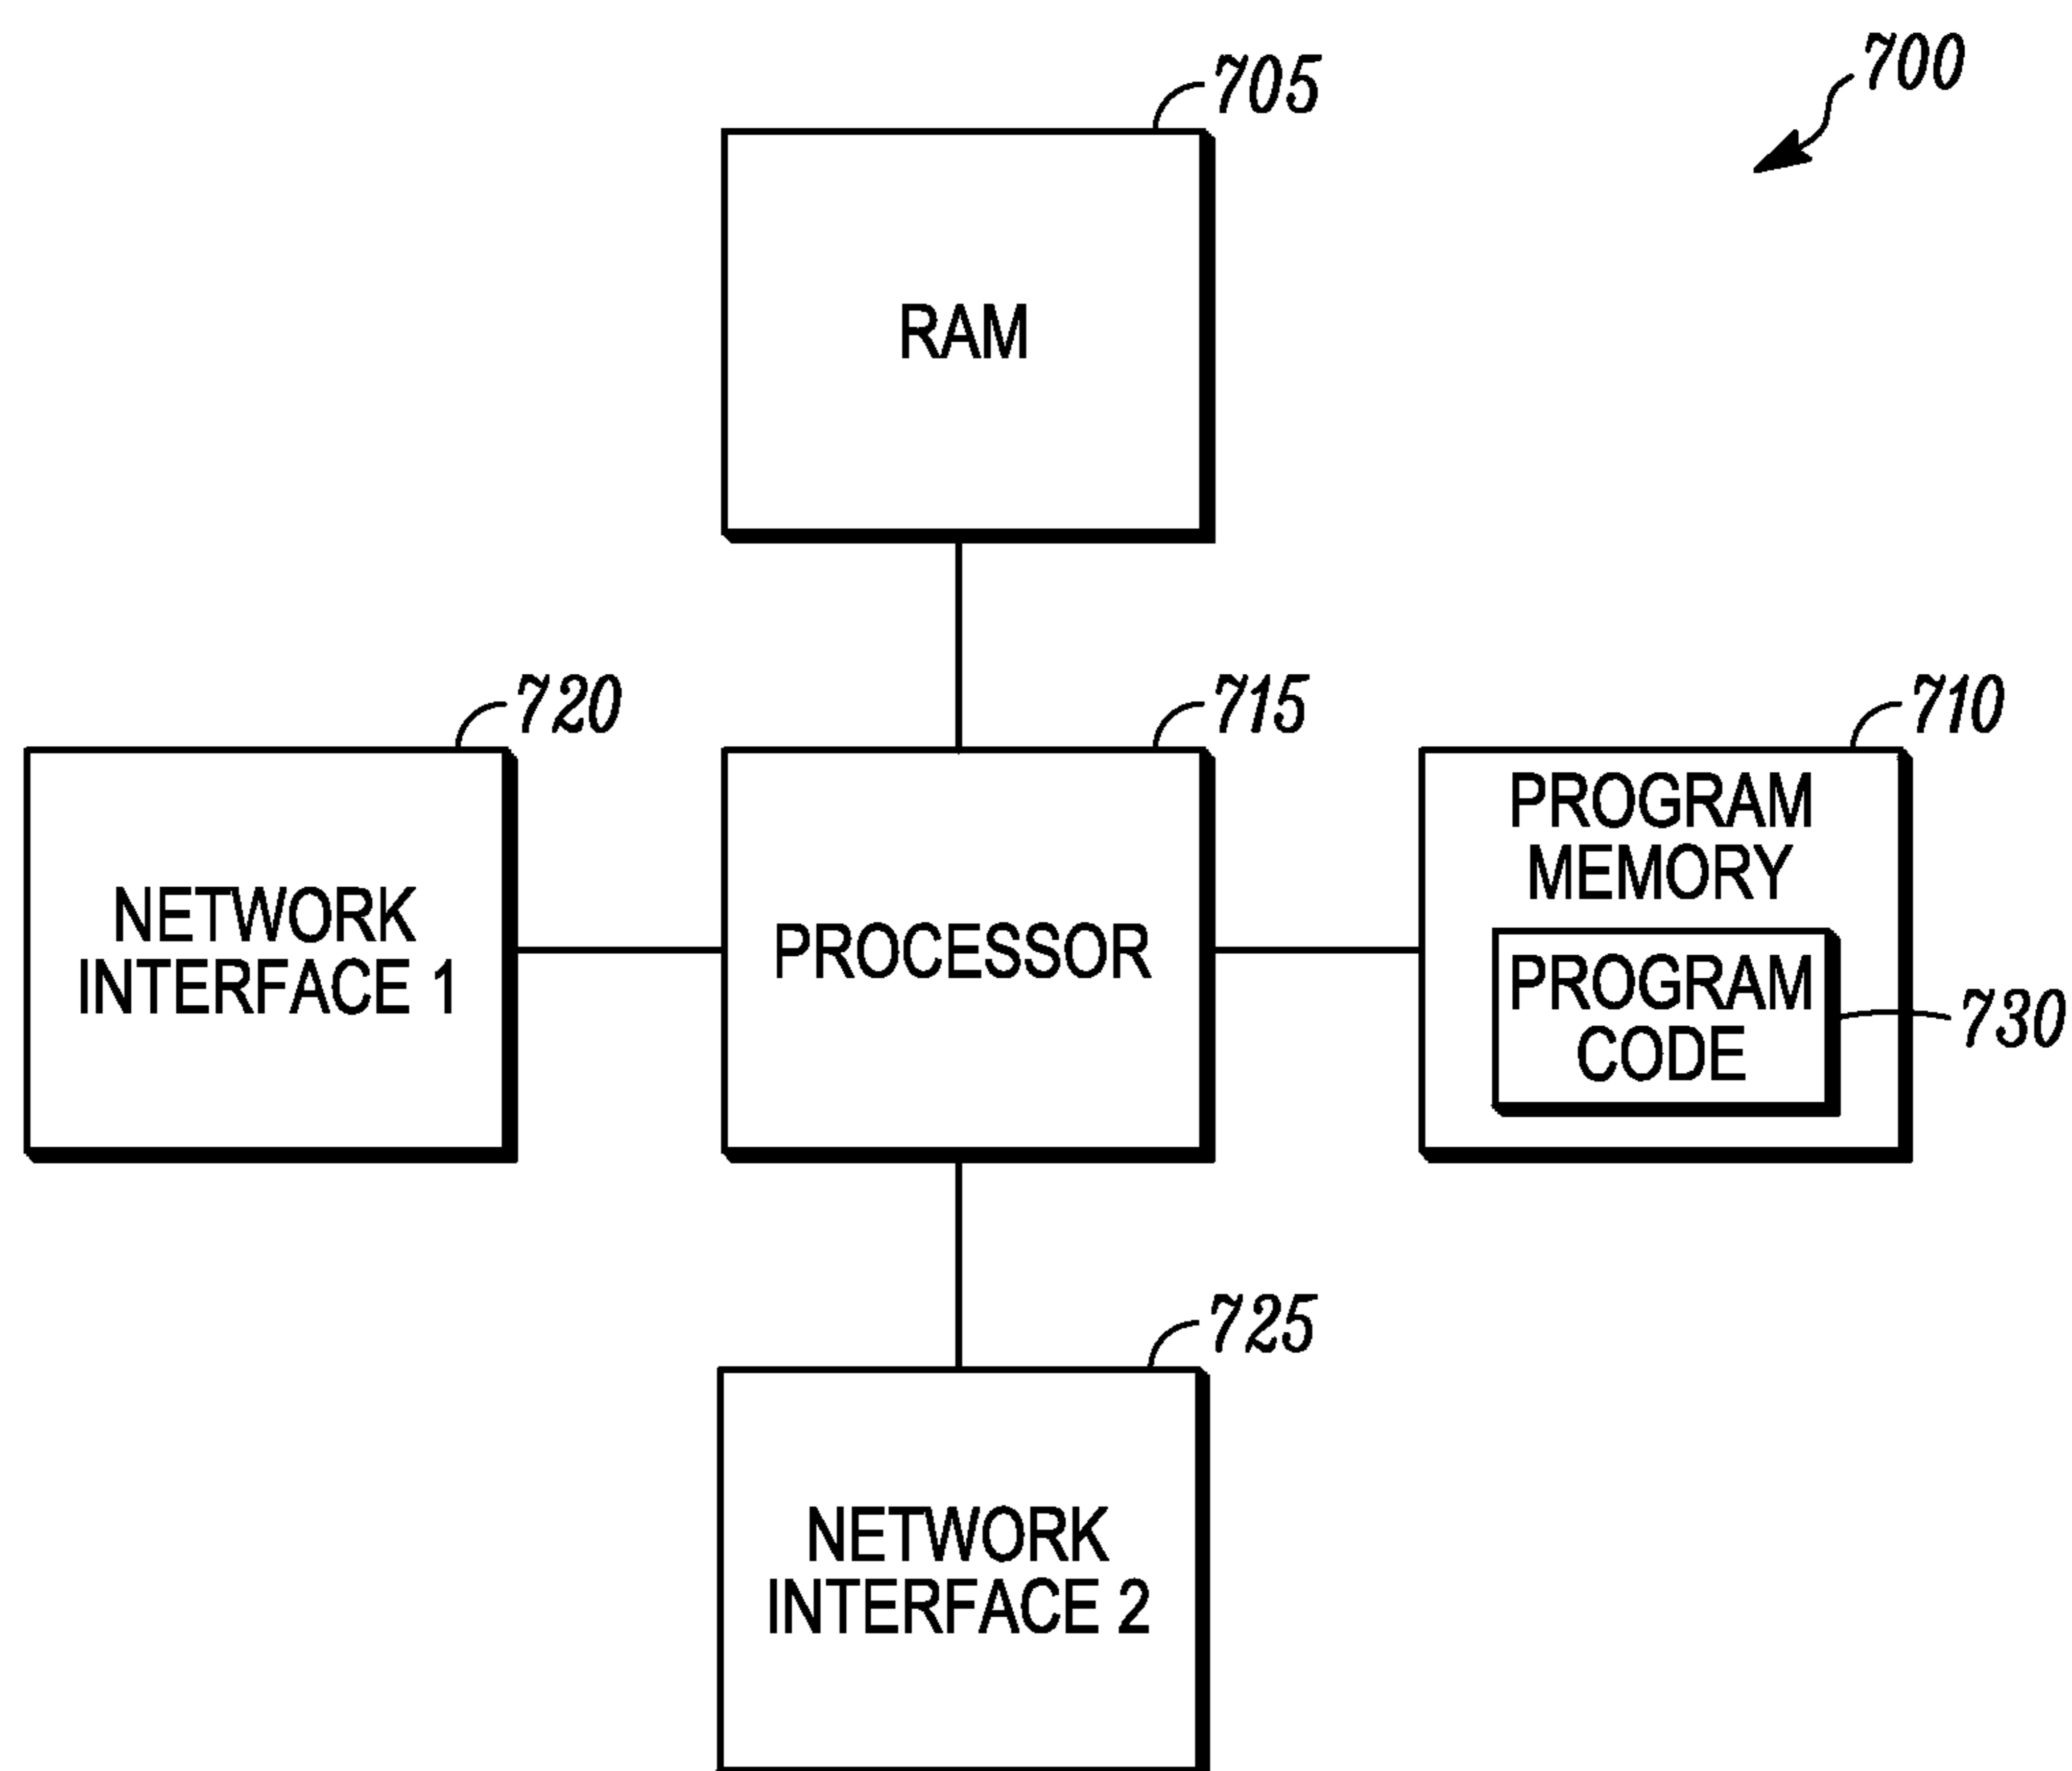 700
705
RAM
720
715
710
NETWORK
INTERFACE 1
PROCESSOR
PROGRAM
MEMORY
PROGRAM
CODE
730
725
NETWORK
INTERFACE 2